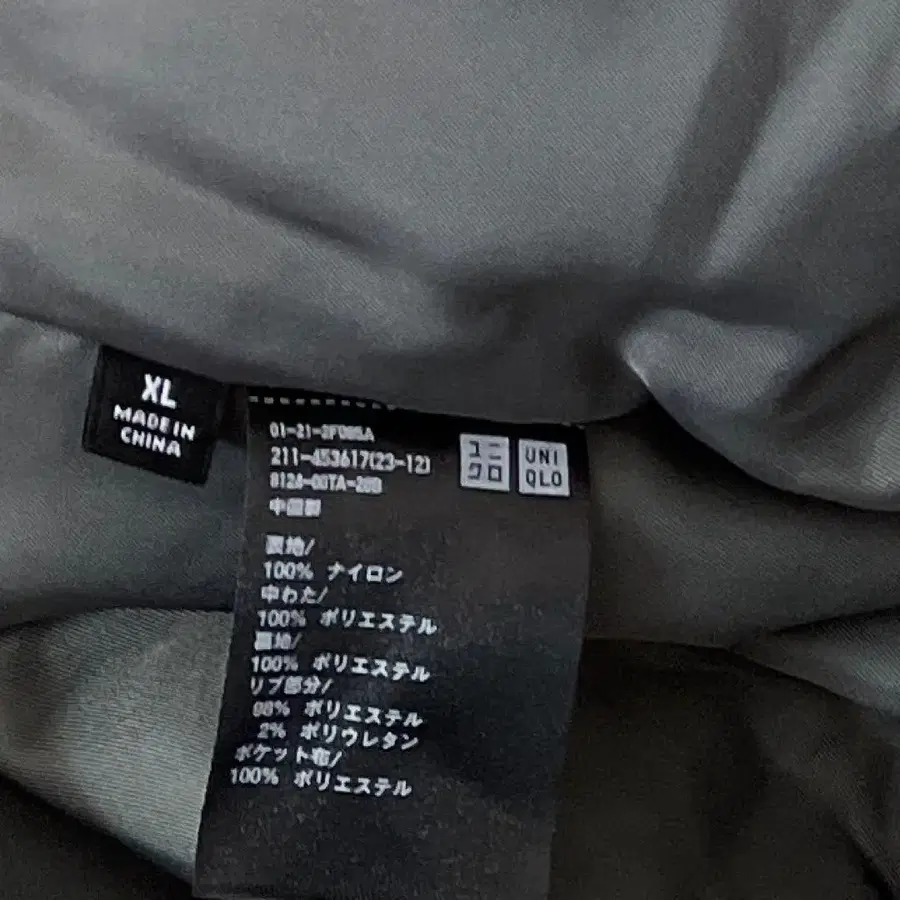 XL
MADE IN
CHINA
ユニ
クロ
UNI
QLO
211-453617(23-12)
中国製
表地/
100% ナイロン
中わた/
100% ポリエステル
裏地/
100% ポリエステル
リブ部分/
98% ポリエステル
2% ポリウレタン
ポケット布/
100% ポリエステル